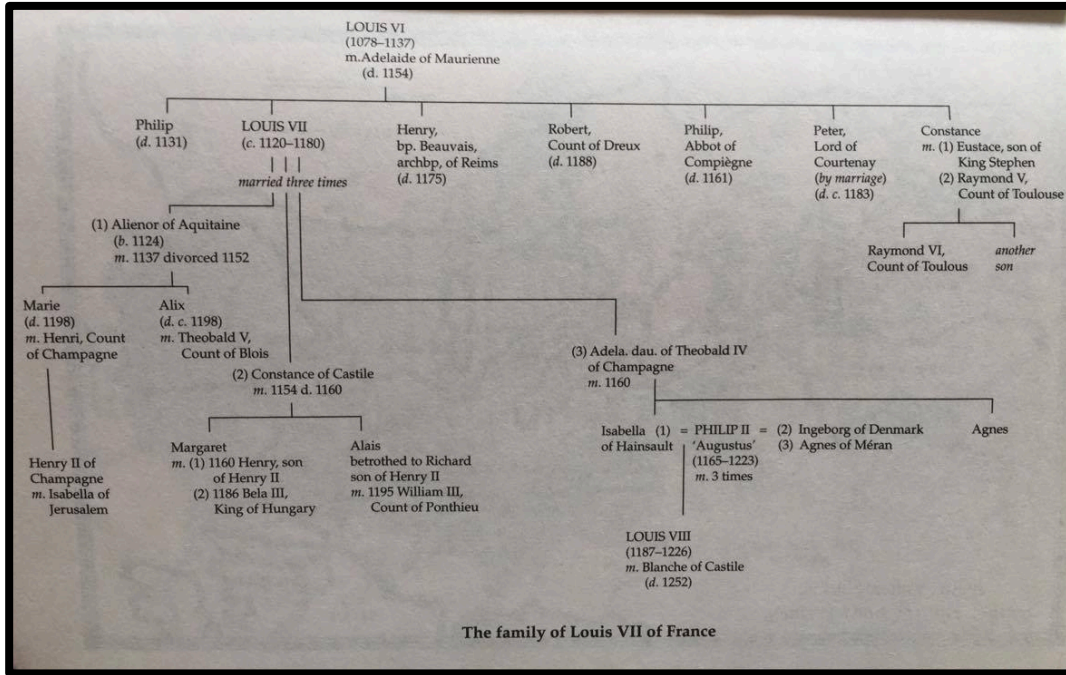 LOUIS VI
(1078–1137)
m.Adelaide of Maurienne
(d. 1154)
Philip
(d. 1131)
LOUIS VII
(c. 1120–1180)
married three times
Henry,
bp. Beauvais,
archbp, of Reims
(d. 1175)
Robert,
Count of Dreux
(d. 1188)
Philip,
Abbot of
Compiègne
(d. 1161)
Peter,
Lord of
Courtenay
(by marriage)
(d. c. 1183)
Constance
m. (1) Eustace, son of
King Stephen
(2) Raymond V,
Count of Toulouse
Raymond VI,
Count of Toulous
another
son
(1) Alienor of Aquitaine
(b. 1124)
m. 1137 divorced 1152
Marie
(d. 1198)
m. Henri, Count
of Champagne
Alix
(d. c. 1198)
m. Theobald V,
Count of Blois
(2) Constance of Castile
m. 1154 d. 1160
(3) Adela. dau. of Theobald IV
of Champagne
m. 1160
Henry II of
Champagne
m. Isabella of
Jerusalem
Margaret
m. (1) 1160 Henry, son
of Henry II
(2) 1186 Bela III,
King of Hungary
Alais
betrothed to Richard
son of Henry II
m. 1195 William III,
Count of Ponthieu
Isabella (1) = PHILIP II = (2) Ingeborg of Denmark
of Hainsault 'Augustus' (3) Agnes of Méran
(1165–1223)
m. 3 times
Agnes
LOUIS VIII
(1187–1226)
m. Blanche of Castile
(d. 1252)
The family of Louis VII of France